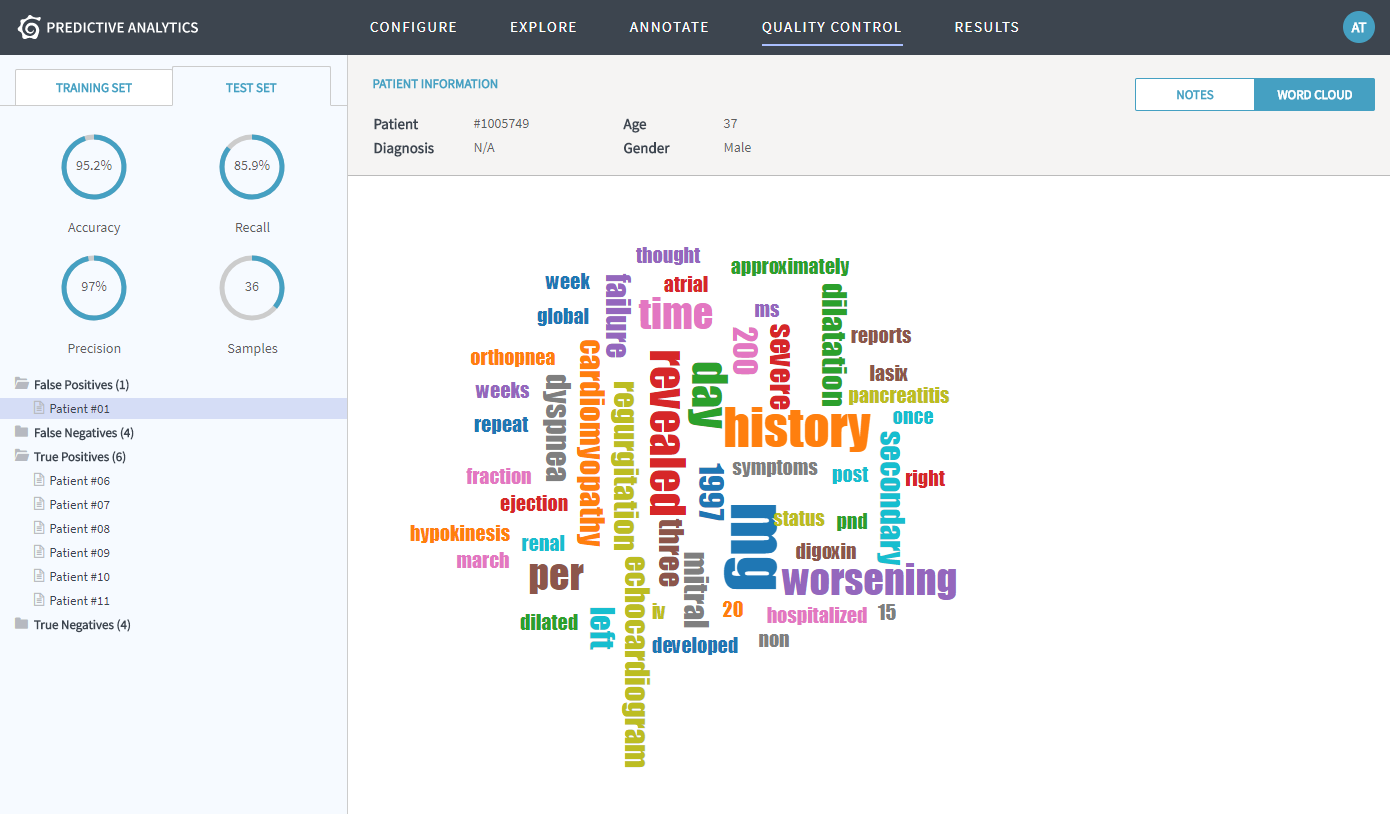 PREDICTIVE ANALYTICS
CONFIGURE EXPLORE ANNOTATE QUALITY CONTROL RESULTS
AT
TRAINING SET TEST SET
95.2% 85.9%
Accuracy Recall
97% 36
Precision Samples
False Positives (1)
Patient #01
False Negatives (4)
True Positives (6)
Patient #06
Patient #07
Patient #08
Patient #09
Patient #10
Patient #11
True Negatives (4)
PATIENT INFORMATION
NOTES WORD CLOUD
Patient #1005749 Age 37
Diagnosis N/A Gender Male
thought
approximately
week
failure
atrial
time
dilatation
global
ms
200
severe
reports
orthopnea
cardiomyopathy
revealed
day
lasix
weeks
dyspnea
regurgitation
pancreatitis
repeat
history
once
secondary
fraction
1997
symptoms
post
right
ejection
mg
status
pnd
hypokinesis
renal
three
digoxin
march
per
echocardiogram
mitral
worsening
dilated
left
iv
20
hospitalized
15
developed
non